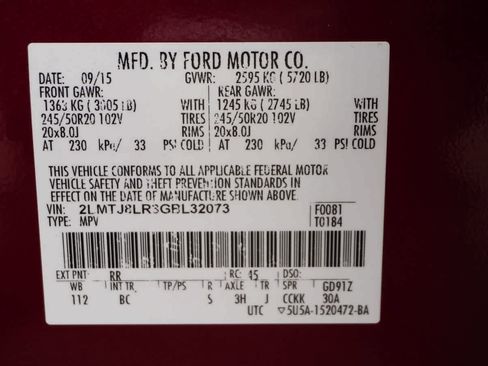 MFD. BY FORD MOTOR CO.
DATE: 09/15 GVWR: 2595 KG ( 5720 LB)
FRONT GAWR: REAR GAWR:
1363 KG ( 3005 LB) WITH 1245 KG ( 2745 LB) WITH
245/50R20 102V TIRES 245/50R20 102V TIRES
20x8.0J RIMS 20x8.0J RIMS
AT 230 kPa/ 33 PSI COLD AT 230 kPa/ 33 PSI COLD
THIS VEHICLE CONFORMS TO ALL APPLICABLE FEDERAL MOTOR
VEHICLE SAFETY AND THEFT PREVENTION STANDARDS IN
EFFECT ON THE DATE OF MANUFACTURE SHOWN ABOVE.
VIN: 2LMTJ8LR3GBL32073 F0081
TYPE: MPV T0184
EXT PNT: RR RC: 45 DSO:
WB INT TR TP/PS R AXLE TR SPR GD91Z
112 BC S 3H J CCKK 30A
UTC ▽5U5A-1520472-BA